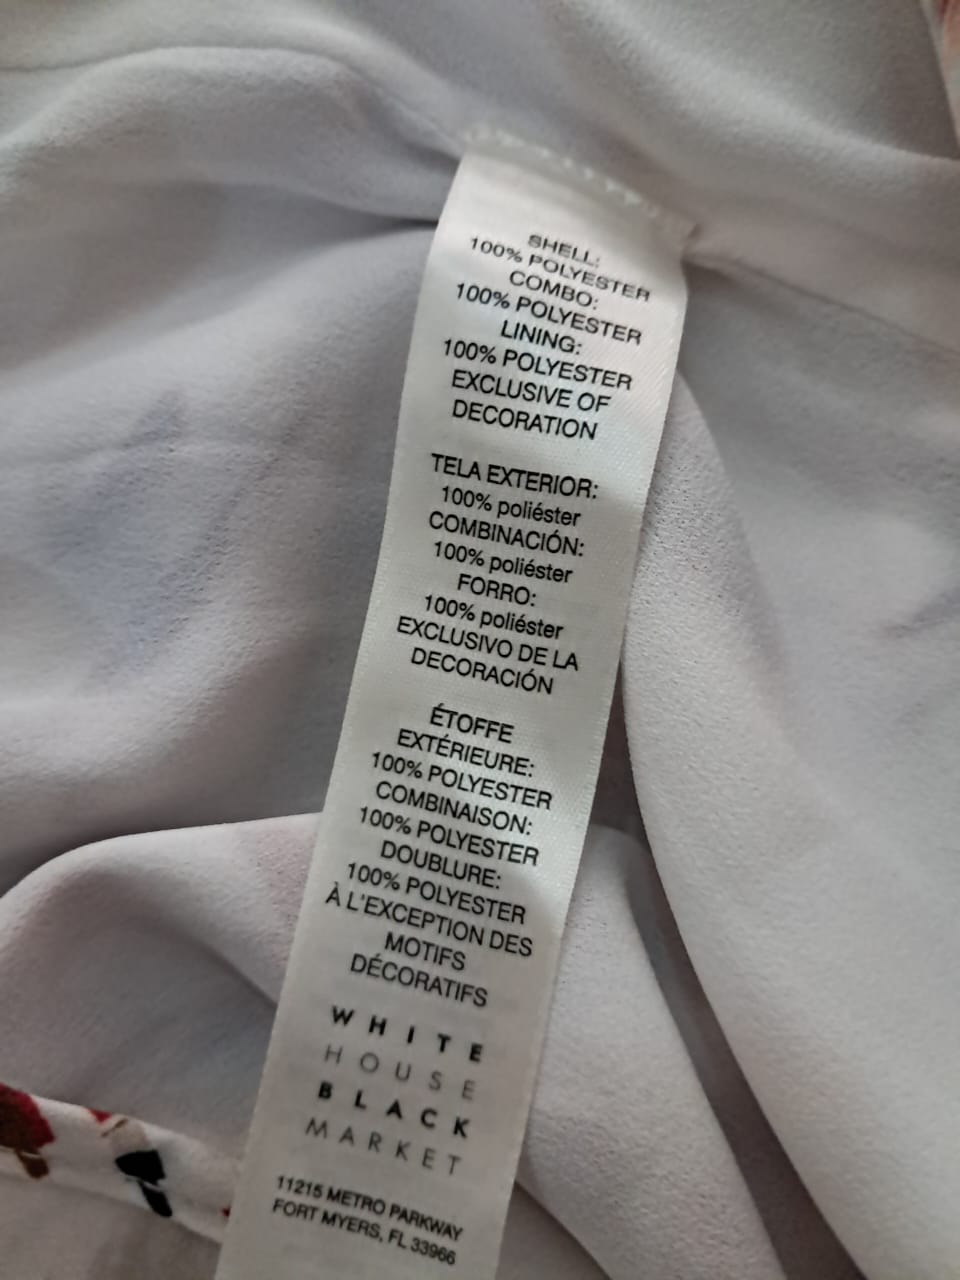 SHELL:
100% POLYESTER
COMBO:
100% POLYESTER
LINING:
100% POLYESTER
EXCLUSIVE OF
DECORATION
TELA EXTERIOR:
100% poliéster
COMBINACIÓN:
100% poliéster
FORRO:
100% poliéster
EXCLUSIVO DE LA
DECORACIÓN
ÉTOFFE
EXTÉRIEURE:
100% POLYESTER
COMBINAISON:
100% POLYESTER
DOUBLURE:
100% POLYESTER
À L'EXCEPTION DES
MOTIFS
DÉCORATIFS
WHITE
HOUSE
BLACK
MARKET
11215 METRO PARKWAY
FORT MYERS, FL 33966